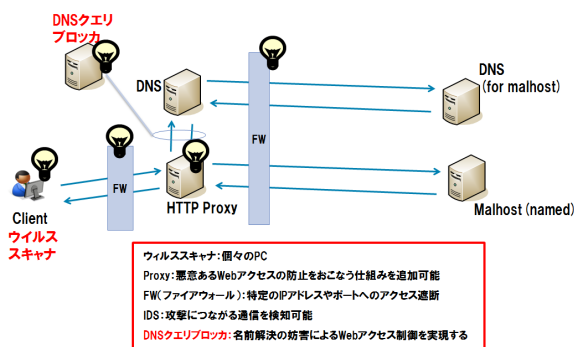 DNSクエリ
ブロッカ
DNS
DNS
(for malhost)
FW
FW
HTTP Proxy
Malhost (named)
Client
ウイルス
スキャナ
ウィルススキャナ：個々のPC
Proxy：悪意あるWebアクセスの防止をおこなう仕組を追加可能
FW（ファイアウォール）：特定のIPアドレスやポートへのアクセス遮断
IDS：攻撃につながる通信を検知可能
DNSクエリブロッカ：名前解決の妨害によるWebアクセス制御を実現する